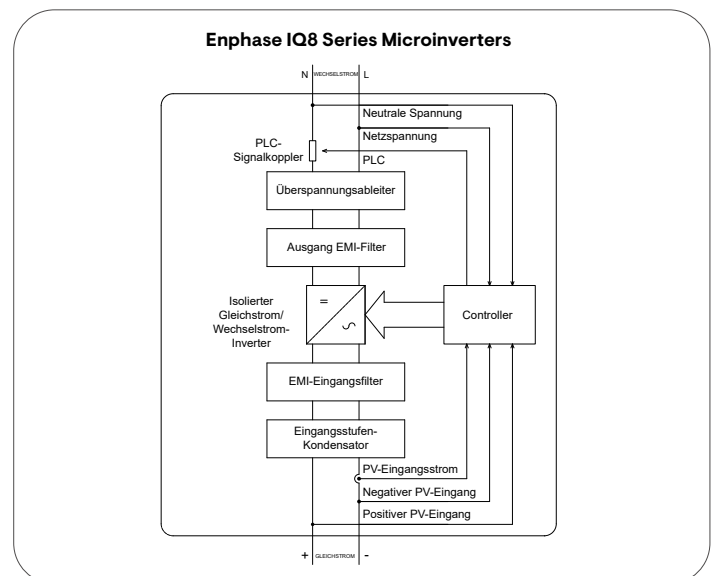 Enphase IQ8 Series Microinverters
N WECHSELSTROM L
Neutrale Spannung
Netzspannung
PLC-
Signalkoppler
PLC
Überspannungsableiter
Ausgang EMI-Filter
Isolierter
Gleichstrom/
Wechselstrom-
Inverter
=
∿
Controller
EMI-Eingangsfilter
Eingangsstufen-
Kondensator
PV-Eingangsstrom
Negativer PV-Eingang
Positiver PV-Eingang
+ GLEICHSTROM -